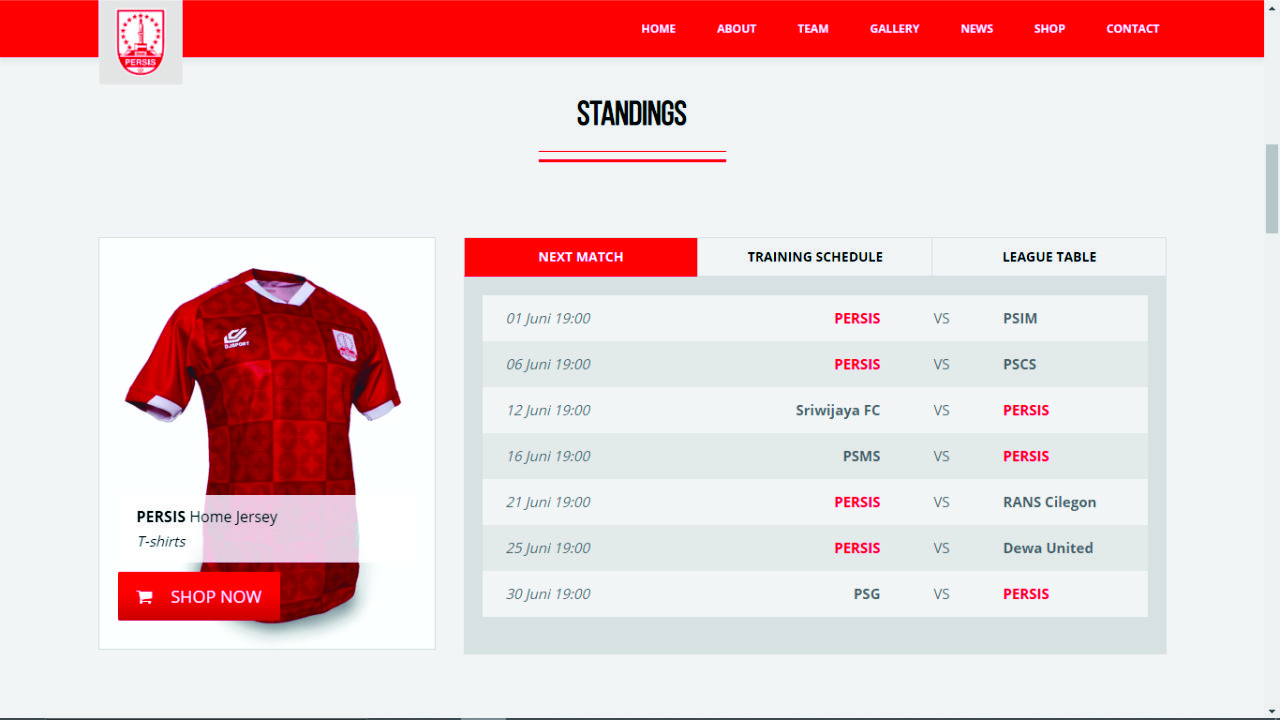 PERSIS
HOME ABOUT TEAM GALLERY NEWS SHOP CONTACT
STANDINGS
DJSPORT
PERSIS Home Jersey
T-shirts
SHOP NOW
NEXT MATCH TRAINING SCHEDULE LEAGUE TABLE
01 Juni 19:00 PERSIS VS PSIM
06 Juni 19:00 PERSIS VS PSCS
12 Juni 19:00 Sriwijaya FC VS PERSIS
16 Juni 19:00 PSMS VS PERSIS
21 Juni 19:00 PERSIS VS RANS Cilegon
25 Juni 19:00 PERSIS VS Dewa United
30 Juni 19:00 PSG VS PERSIS